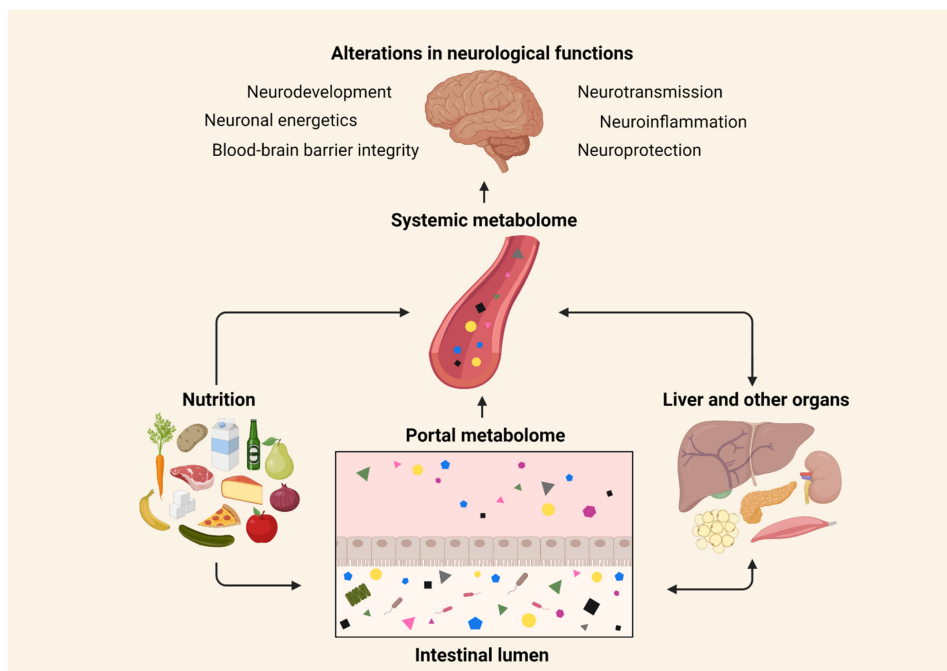 Alterations in neurological functions
Neurodevelopment
Neurotransmission
Neuronal energetics
Neuroinflammation
Blood-brain barrier integrity
Neuroprotection
Systemic metabolome
Nutrition
Liver and other organs
Portal metabolome
Intestinal lumen